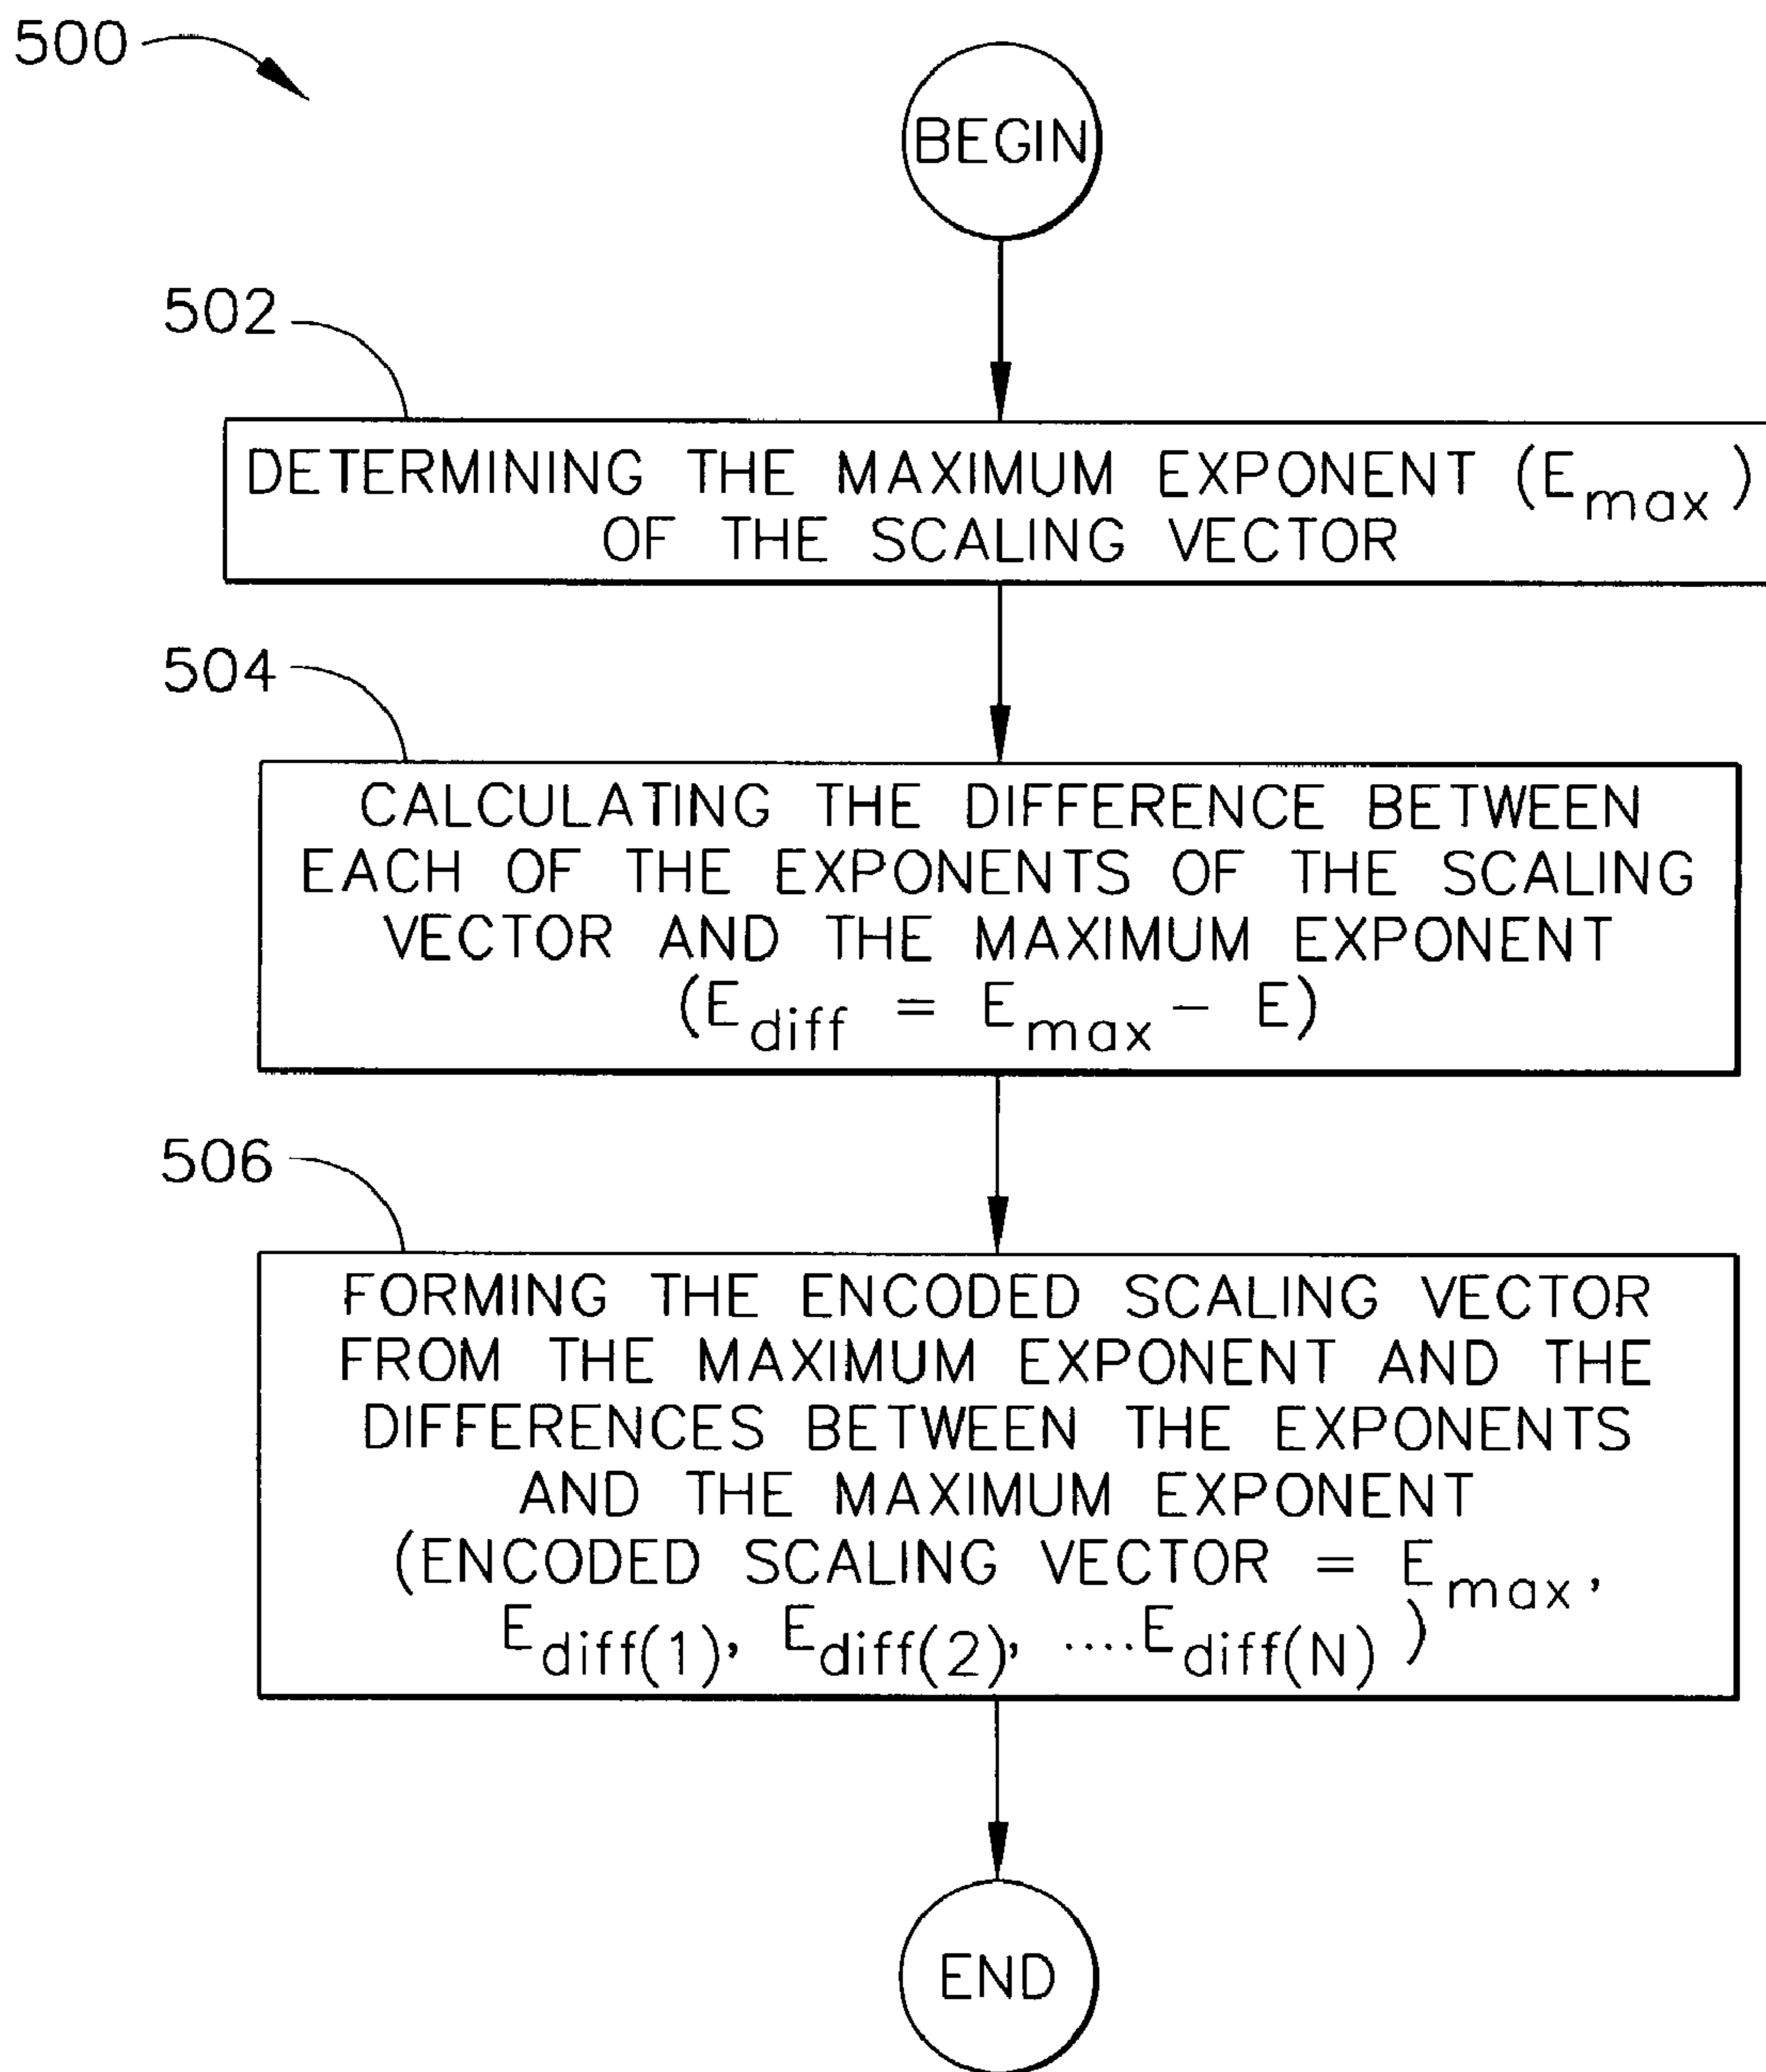 500
BEGIN
502
DETERMINING THE MAXIMUM EXPONENT (Emax)
OF THE SCALING VECTOR
504
CALCULATING THE DIFFERENCE BETWEEN
EACH OF THE EXPONENTS OF THE SCALING
VECTOR AND THE MAXIMUM EXPONENT
(Ediff = Emax - E)
506
FORMING THE ENCODED SCALING VECTOR
FROM THE MAXIMUM EXPONENT AND THE
DIFFERENCES BETWEEN THE EXPONENTS
AND THE MAXIMUM EXPONENT
(ENCODED SCALING VECTOR = Emax,
Ediff(1), Ediff(2), ....Ediff(N) )
END